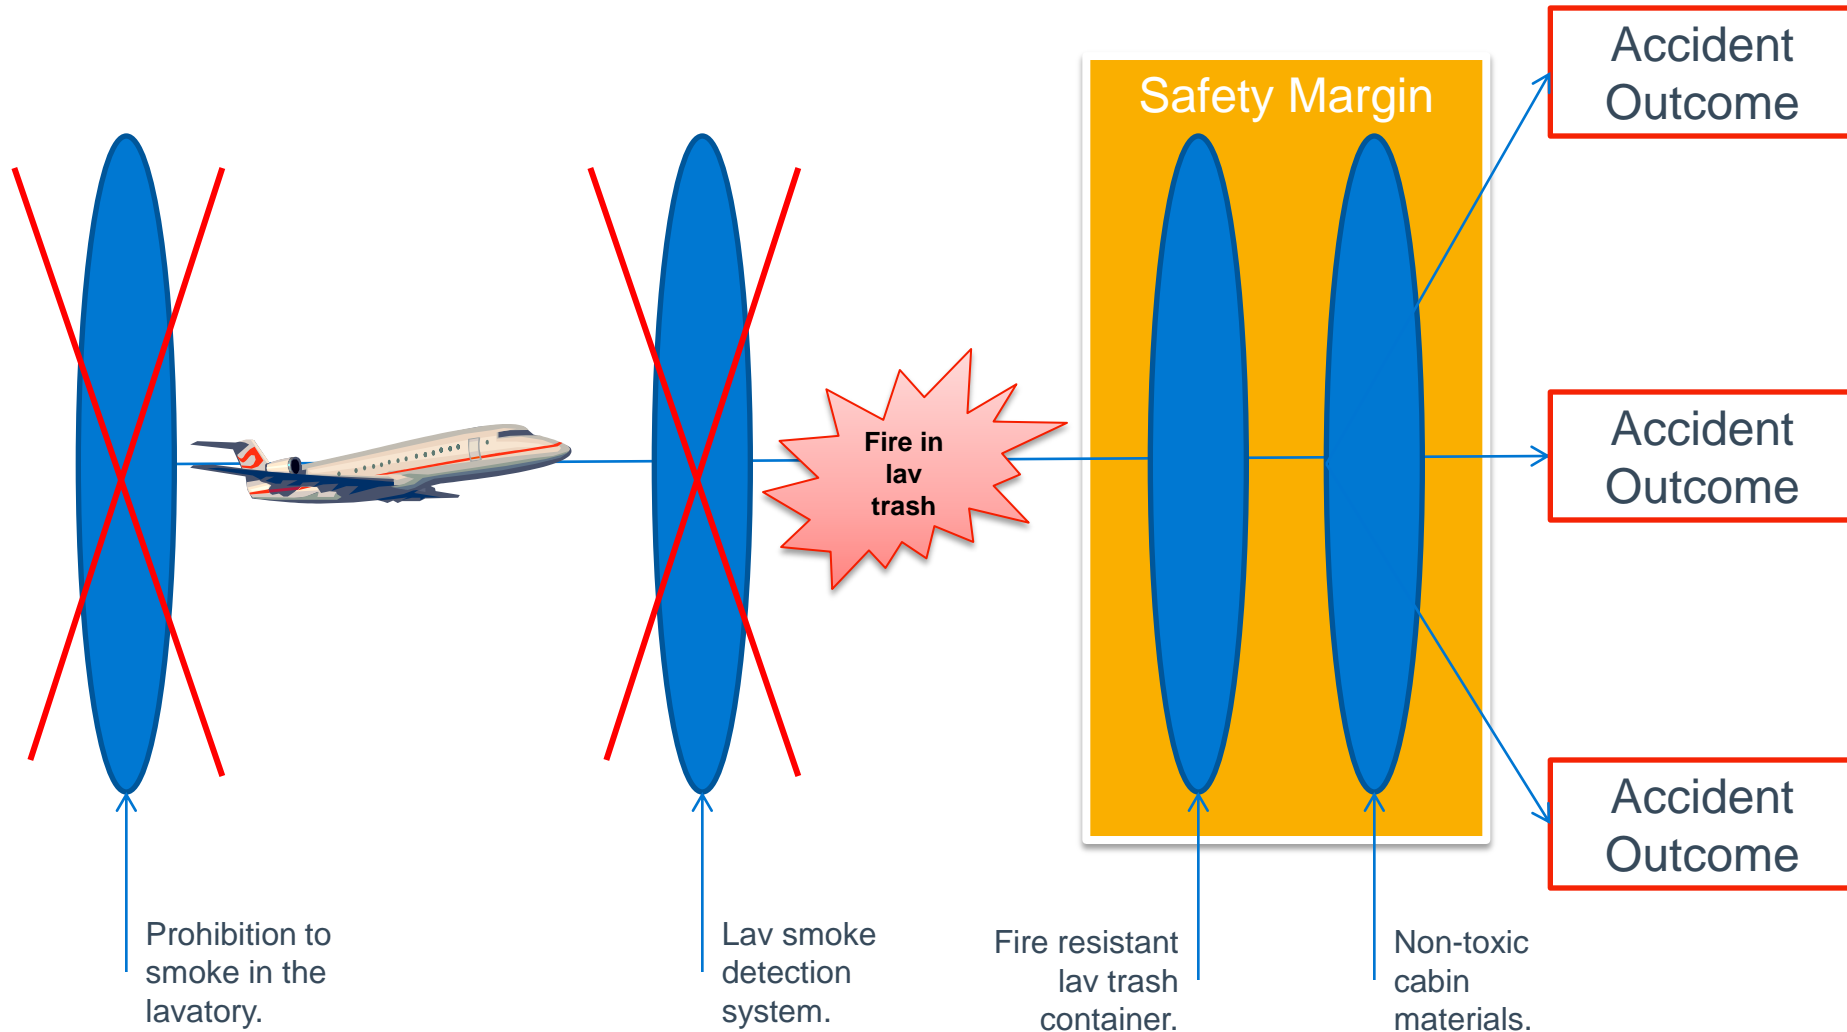 Accident
Outcome
Safety Margin
Fire in
lav
trash
Accident
Outcome
Accident
Outcome
Prohibition to
smoke in the
lavatory.
Lav smoke
detection
system.
Fire resistant
lav trash
container.
Non-toxic
cabin
materials.